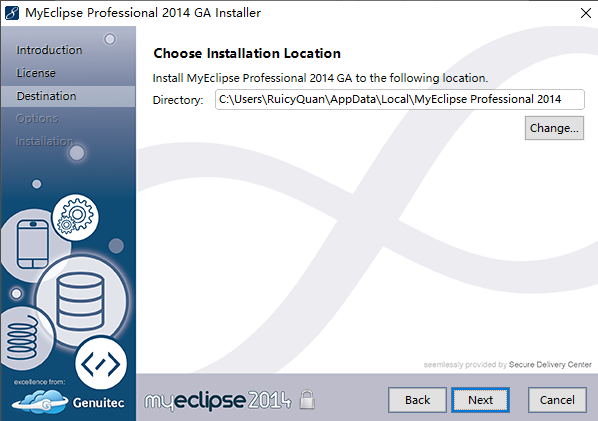 MyEclipse Professional 2014 GA Installer
Introduction
License
Destination
Options
Installation
Choose Installation Location
Install MyEclipse Professional 2014 GA to the following location.
Directory: C:\Users\RuicyQuan\AppData\Local\MyEclipse Professional 2014
Change...
seemlessly provided by Secure Delivery Center
excellence from:
Genuitec
myeclipse 2014
Back Next Cancel